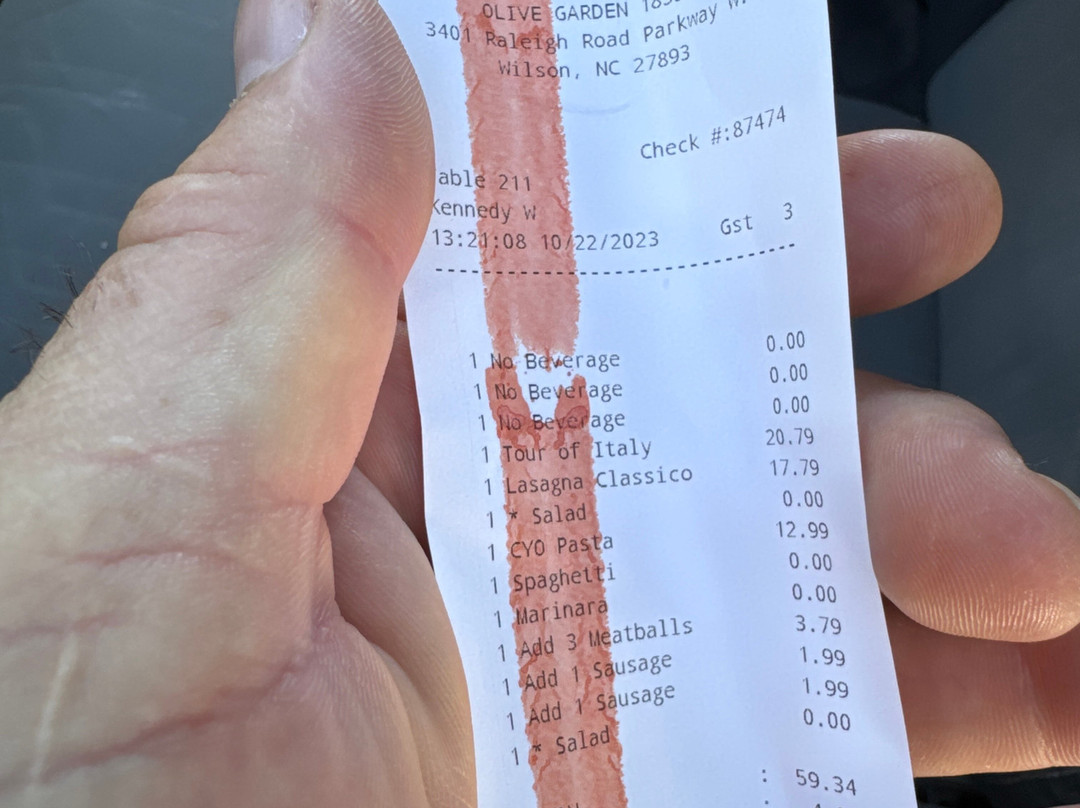 OLIVE GARDEN
3401 Raleigh Road Parkway W.
Wilson, NC 27893
Check #:87474
able 211
Kennedy W
13:21:08 10/22/2023 Gst 3
1 No Beverage 0.00
1 No Beverage 0.00
1 No Beverage 0.00
1 Tour of Italy 20.79
1 Lasagna Classico 17.79
1 * Salad 0.00
1 CYO Pasta 12.99
1 Spaghetti 0.00
1 Marinara 0.00
1 Add 3 Meatballs 3.79
1 Add 1 Sausage 1.99
1 Add 1 Sausage 1.99
1 * Salad 0.00
: 59.34